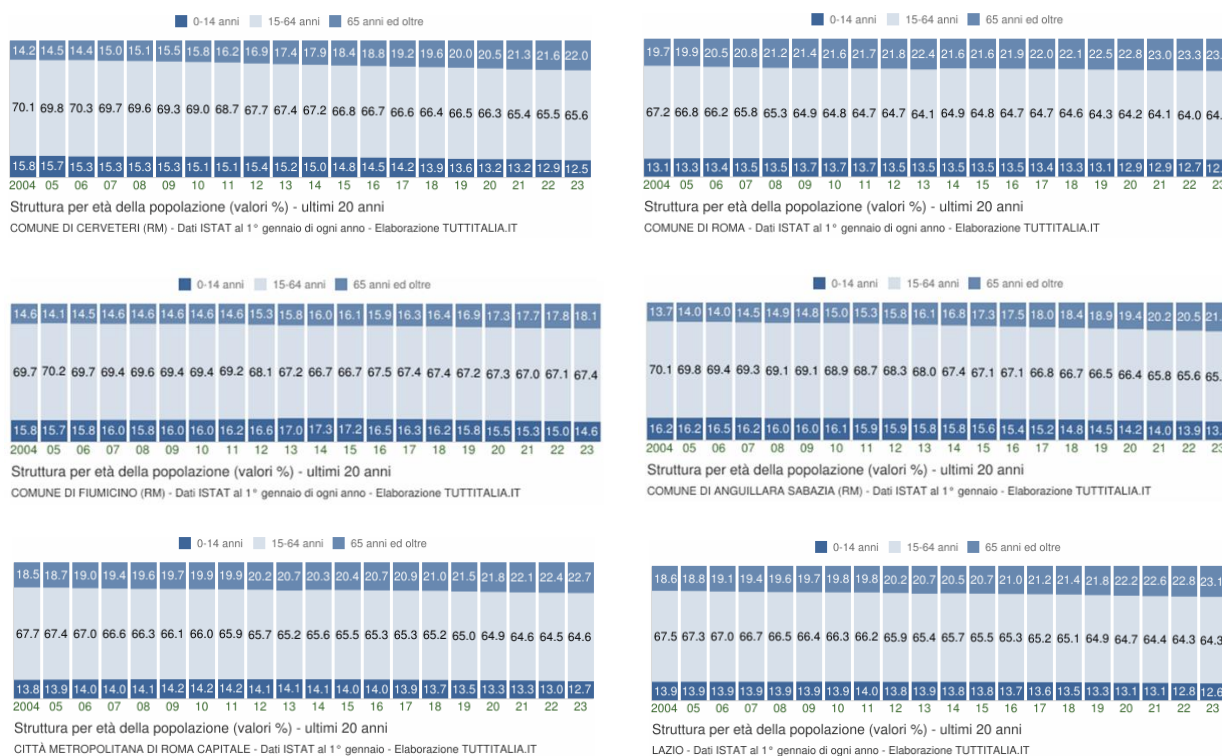 0-14 anni 15-64 anni 65 anni ed oltre
14.2 14.5 14.4 15.0 15.1 15.5 15.8 16.2 16.9 17.4 17.9 18.4 18.8 19.2 19.6 20.0 20.5 21.3 21.6 22.0
70.1 69.8 70.3 69.7 69.6 69.3 69.0 68.7 67.7 67.4 67.2 66.8 66.7 66.6 66.4 66.5 66.3 65.4 65.5 65.6
15.8 15.7 15.3 15.3 15.3 15.3 15.1 15.1 15.4 15.2 15.0 14.8 14.5 14.2 13.9 13.6 13.2 13.2 12.9 12.5
2004 05 06 07 08 09 10 11 12 13 14 15 16 17 18 19 20 21 22 23
Struttura per età della popolazione (valori %) - ultimi 20 anni
COMUNE DI CERVETERI (RM) - Dati ISTAT al 1° gennaio di ogni anno - Elaborazione TUTTITALIA.IT
0-14 anni 15-64 anni 65 anni ed oltre
19.7 19.9 20.5 20.8 21.2 21.4 21.6 21.7 21.8 22.4 21.6 21.6 21.9 22.0 22.1 22.5 22.8 23.0 23.3
67.2 66.8 66.2 65.8 65.3 64.9 64.8 64.7 64.7 64.1 64.9 64.8 64.7 64.7 64.6 64.3 64.2 64.1 64.0 64.
13.1 13.3 13.4 13.5 13.5 13.7 13.7 13.7 13.5 13.5 13.5 13.5 13.5 13.4 13.3 13.1 12.9 12.9 12.7 12.
2004 05 06 07 08 09 10 11 12 13 14 15 16 17 18 19 20 21 22 23
Struttura per età della popolazione (valori %) - ultimi 20 anni
COMUNE DI ROMA - Dati ISTAT al 1° gennaio di ogni anno - Elaborazione TUTTITALIA.IT
0-14 anni 15-64 anni 65 anni ed oltre
14.6 14.1 14.5 14.6 14.6 14.6 14.6 14.6 15.3 15.8 16.0 16.1 15.9 16.3 16.4 16.9 17.3 17.7 17.8 18.1
69.7 70.2 69.7 69.4 69.6 69.4 69.4 69.2 68.1 67.2 66.7 66.7 67.5 67.4 67.4 67.2 67.3 67.0 67.1 67.4
15.8 15.7 15.8 16.0 15.8 16.0 16.0 16.2 16.6 17.0 17.3 17.2 16.5 16.3 16.2 15.8 15.5 15.3 15.0 14.6
2004 05 06 07 08 09 10 11 12 13 14 15 16 17 18 19 20 21 22 23
Struttura per età della popolazione (valori %) - ultimi 20 anni
COMUNE DI FIUMICINO (RM) - Dati ISTAT al 1° gennaio di ogni anno - Elaborazione TUTTITALIA.IT
0-14 anni 15-64 anni 65 anni ed oltre
13.7 14.0 14.0 14.5 14.9 14.8 15.0 15.3 15.8 16.1 16.8 17.3 17.5 18.0 18.4 18.9 19.4 20.2 20.5 21.
70.1 69.8 69.4 69.3 69.1 69.1 68.9 68.7 68.3 68.0 67.4 67.1 67.1 66.8 66.7 66.5 66.4 65.8 65.6 65.
16.2 16.2 16.5 16.2 16.0 16.0 16.1 15.9 15.9 15.8 15.8 15.6 15.4 15.2 14.8 14.5 14.2 14.0 13.9 13.
2004 05 06 07 08 09 10 11 12 13 14 15 16 17 18 19 20 21 22 23
Struttura per età della popolazione (valori %) - ultimi 20 anni
COMUNE DI ANGUILLARA SABAZIA (RM) - Dati ISTAT al 1° gennaio - Elaborazione TUTTITALIA.IT
0-14 anni 15-64 anni 65 anni ed oltre
18.5 18.7 19.0 19.4 19.6 19.7 19.9 19.9 20.2 20.7 20.3 20.4 20.7 20.9 21.0 21.5 21.8 22.1 22.4 22.7
67.7 67.4 67.0 66.6 66.3 66.1 66.0 65.9 65.7 65.2 65.6 65.5 65.3 65.3 65.2 65.0 64.9 64.6 64.5 64.6
13.8 13.9 14.0 14.0 14.1 14.2 14.2 14.2 14.1 14.1 14.1 14.0 14.0 13.9 13.7 13.5 13.3 13.3 13.0 12.7
2004 05 06 07 08 09 10 11 12 13 14 15 16 17 18 19 20 21 22 23
Struttura per età della popolazione (valori %) - ultimi 20 anni
CITTÀ METROPOLITANA DI ROMA CAPITALE - Dati ISTAT al 1° gennaio - Elaborazione TUTTITALIA.IT
0-14 anni 15-64 anni 65 anni ed oltre
18.6 18.8 19.1 19.4 19.6 19.7 19.8 19.8 20.2 20.7 20.5 20.7 21.0 21.2 21.4 21.8 22.2 22.6 22.8 23.1
67.5 67.3 67.0 66.7 66.5 66.4 66.3 66.2 65.9 65.4 65.7 65.5 65.3 65.2 65.1 64.9 64.7 64.4 64.3 64.3
13.9 13.9 13.9 13.9 13.9 13.9 13.9 14.0 13.9 13.9 13.8 13.8 13.7 13.6 13.5 13.3 13.1 13.1 12.8 12.6
2004 05 06 07 08 09 10 11 12 13 14 15 16 17 18 19 20 21 22 23
Struttura per età della popolazione (valori %) - ultimi 20 anni
LAZIO - Dati ISTAT al 1° gennaio di ogni anno - Elaborazione TUTTITALIA.IT